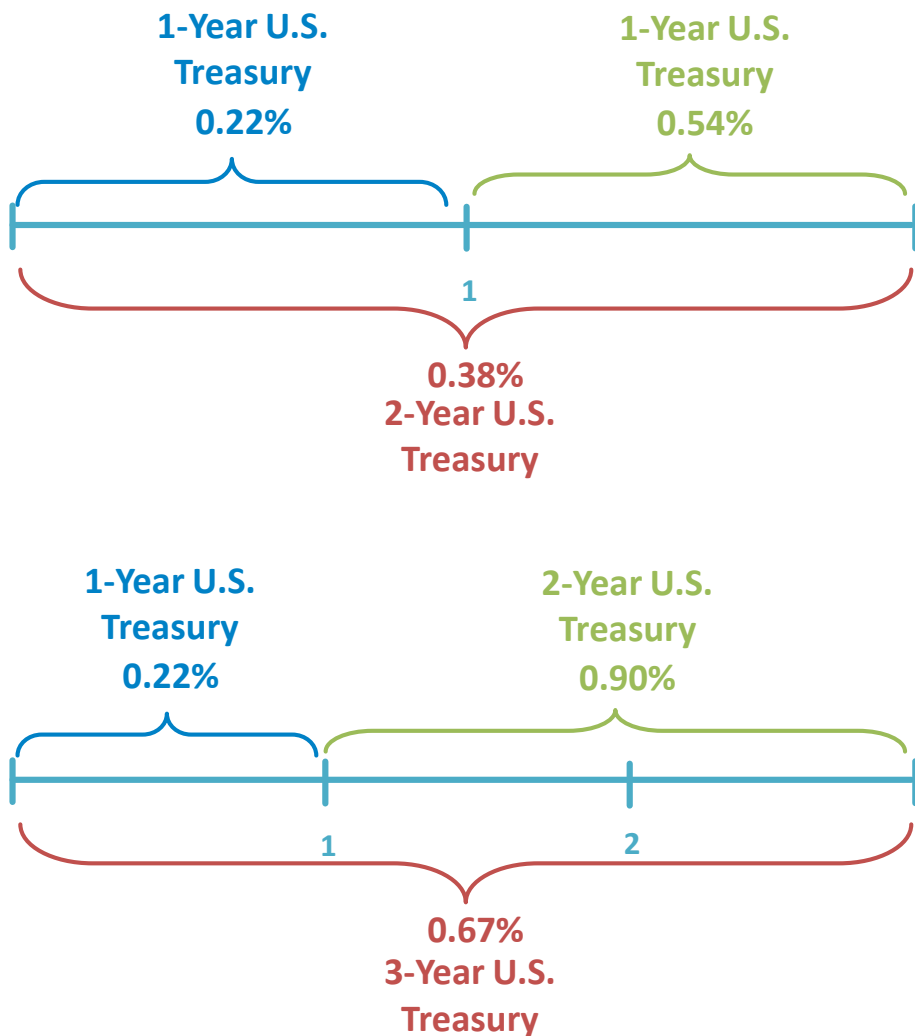 1-Year U.S.
Treasury
0.22%
1-Year U.S.
Treasury
0.54%
1
0.38%
2-Year U.S.
Treasury
1-Year U.S.
Treasury
0.22%
2-Year U.S.
Treasury
0.90%
1
2
0.67%
3-Year U.S.
Treasury